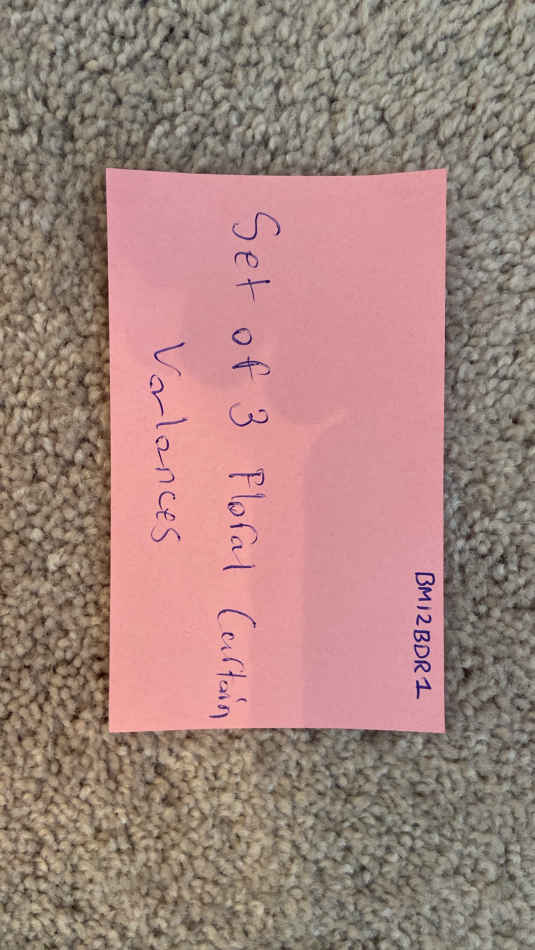 BM12BDR1
Set of 3 Floral Curtain
Valances